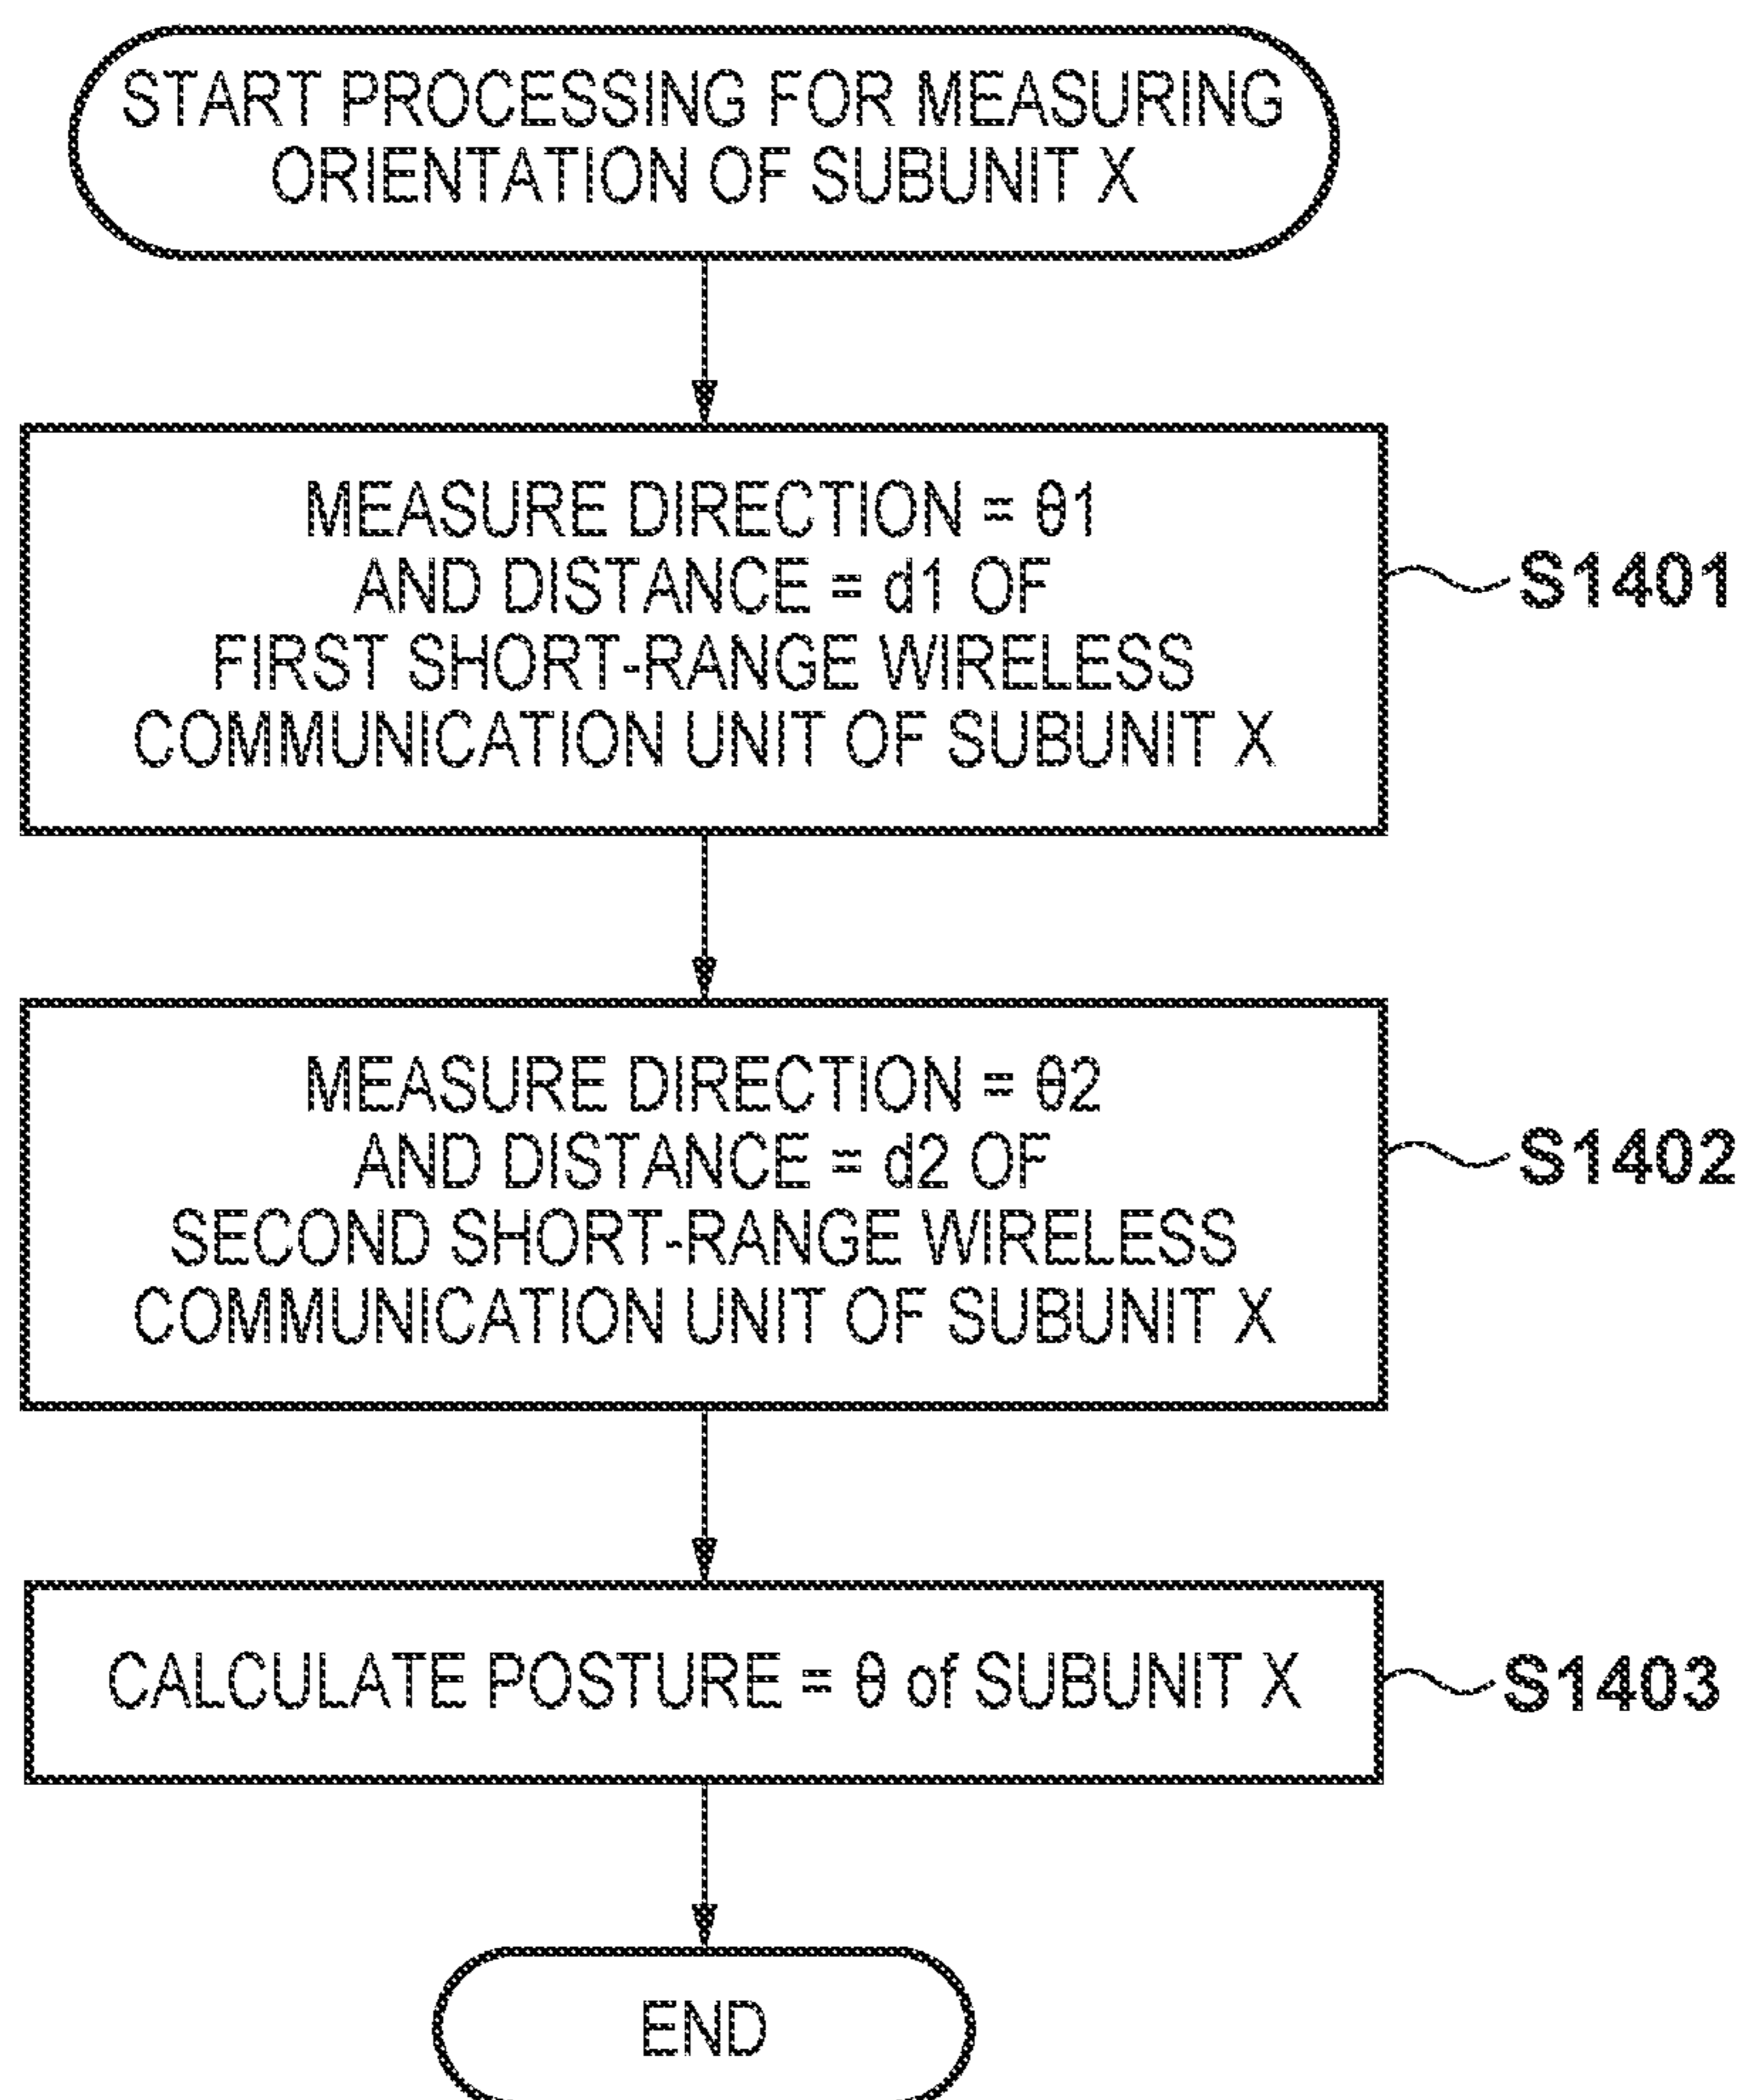 START PROCESSING FOR MEASURING
ORIENTATION OF SUBUNIT X
MEASURE DIRECTION = θ1
AND DISTANCE = d1 OF
FIRST SHORT-RANGE WIRELESS
COMMUNICATION UNIT OF SUBUNIT X
S1401
MEASURE DIRECTION = θ2
AND DISTANCE = d2 OF
SECOND SHORT-RANGE WIRELESS
COMMUNICATION UNIT OF SUBUNIT X
S1402
CALCULATE POSTURE = θ of SUBUNIT X
S1403
END